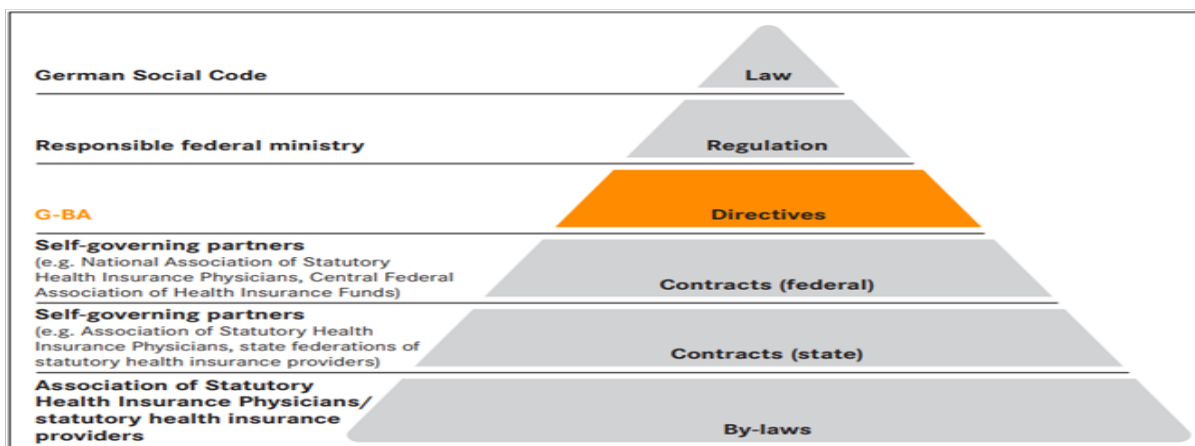 German Social Code
Law
Responsible federal ministry
Regulation
G-BA
Directives
Self-governing partners
(e.g. National Association of Statutory
Health Insurance Physicians, Central Federal
Association of Health Insurance Funds)
Contracts (federal)
Self-governing partners
(e.g. Association of Statutory Health
Insurance Physicians, state federations of
statutory health insurance providers)
Contracts (state)
Association of Statutory
Health Insurance Physicians/
statutory health insurance
providers
By-laws